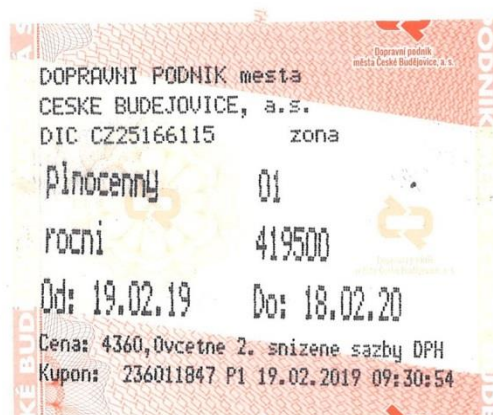 Dopravní podnik
města České Budějovice, a.s.
DOPRAVNI PODNIK mesta
CESKE BUDEJOVICE, a.s.
DIC CZ25166115 zona
plnocenny 01
rocni 419500
Od: 19.02.19 Do: 18.02.20
Cena: 4360,0vcetne 2. snizene sazby DPH
Kupon: 236011847 P1 19.02.2019 09:30:54